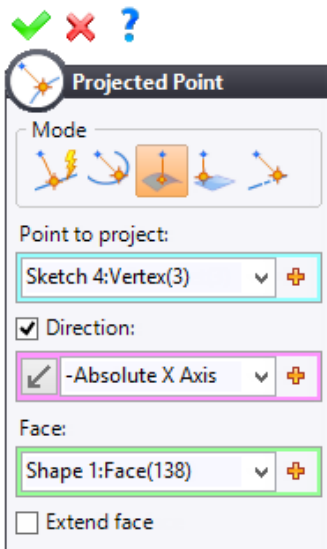 ?
Projected Point
Mode
Point to project:
Sketch 4:Vertex(3)
Direction:
-Absolute X Axis
Face:
Shape 1:Face(138)
Extend face